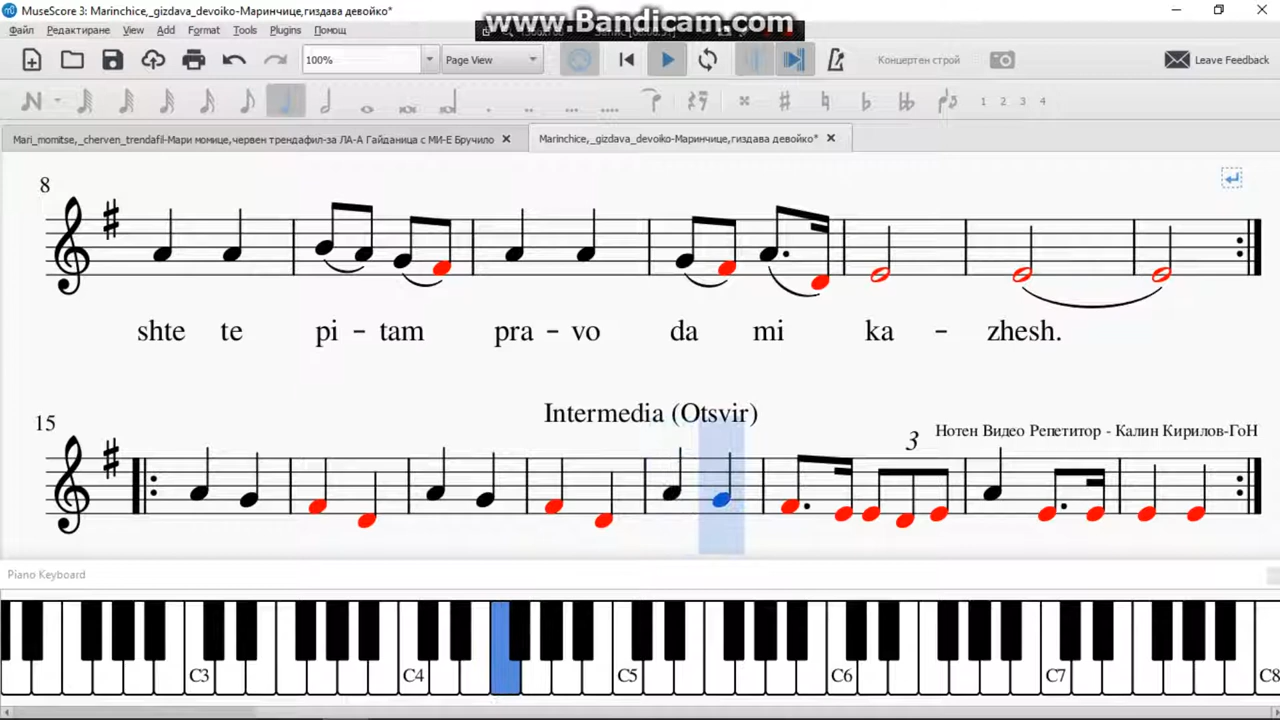 MuseScore 3: Marinchice,_gizdava_devoiko-Маринчице,гиздава девойко*
www.Bandicam.com
Файл Редактиране View Add Format Tools Plugins Помощ
100% Page View Концертен строй Leave Feedback
1 2 3 4
Mari_momitse,_cherven_trendafil-Мари момице,червен трендафил-за ЛА-А Гайданица с МИ-Е Бручило Marinchice,_gizdava_devoiko-Маринчице,гиздава девойко*
8
shte te pi - tam pra - vo da mi ka - zhesh.
Intermedia (Otsvir)
15
Нотен Видео Репетитор - Калин Кирилов-ГоН
3
Piano Keyboard
C3 C4 C5 C6 C7 C8